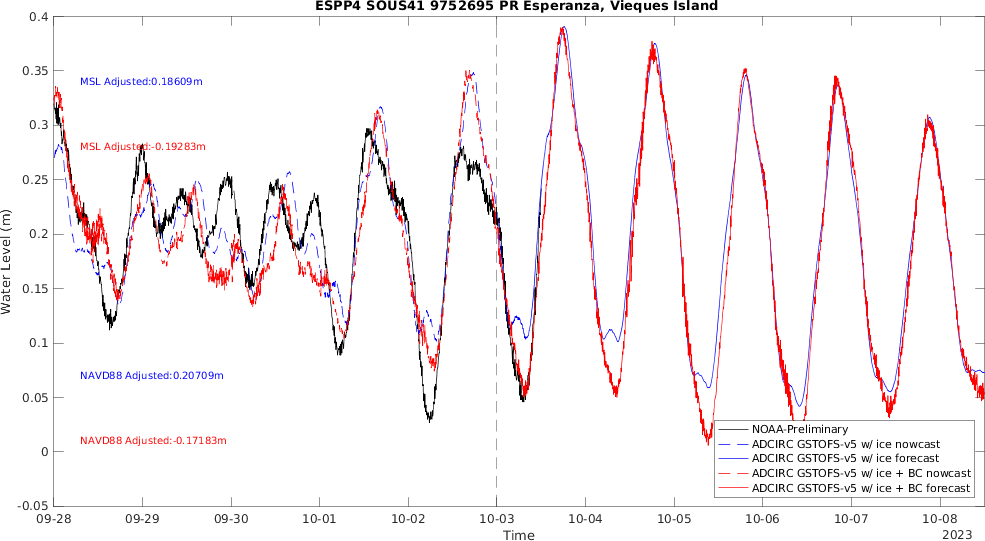 ESPP4 SOUS41 9752695 PR Esperanza, Vieques Island
0.4
0.35
0.3
0.25
0.2
0.15
0.1
0.05
0
-0.05
Water Level (m)
MSL Adjusted:0.18609m
MSL Adjusted:-0.19283m
NAVD88 Adjusted:0.20709m
NAVD88 Adjusted:-0.17183m
NOAA-Preliminary
ADCIRC GSTOFS-v5 w/ ice nowcast
ADCIRC GSTOFS-v5 w/ ice forecast
ADCIRC GSTOFS-v5 w/ ice + BC nowcast
ADCIRC GSTOFS-v5 w/ ice + BC forecast
09-28 09-29 09-30 10-01 10-02 10-03 10-04 10-05 10-06 10-07 10-08
Time
2023